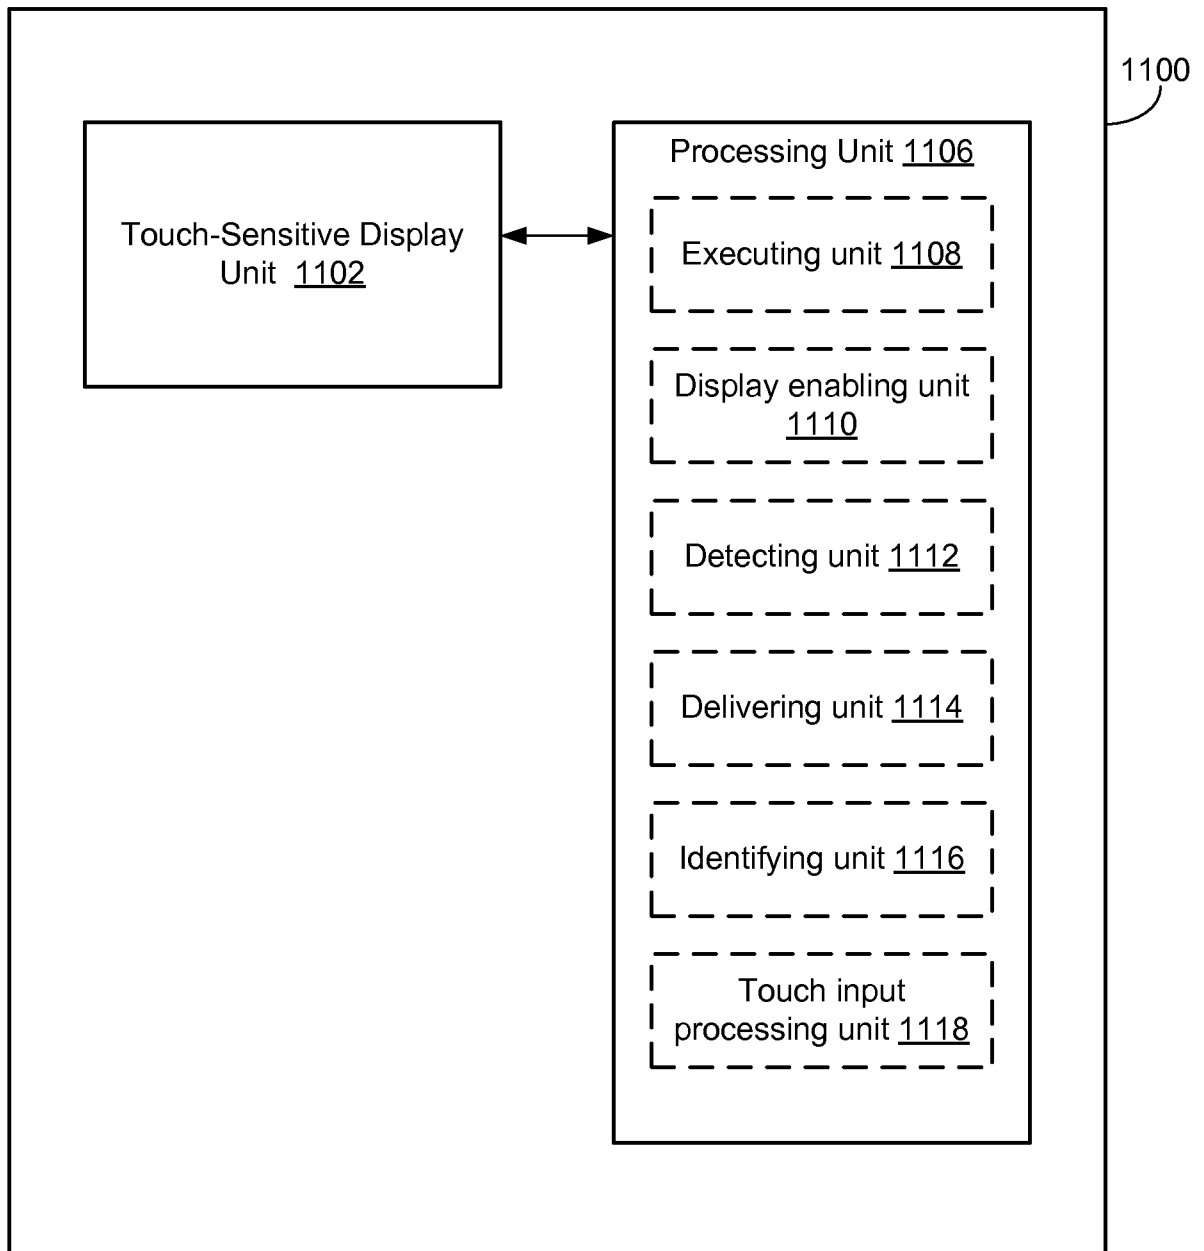 1100
Touch-Sensitive Display
Unit 1102
Processing Unit 1106
Executing unit 1108
Display enabling unit
1110
Detecting unit 1112
Delivering unit 1114
Identifying unit 1116
Touch input
processing unit 1118